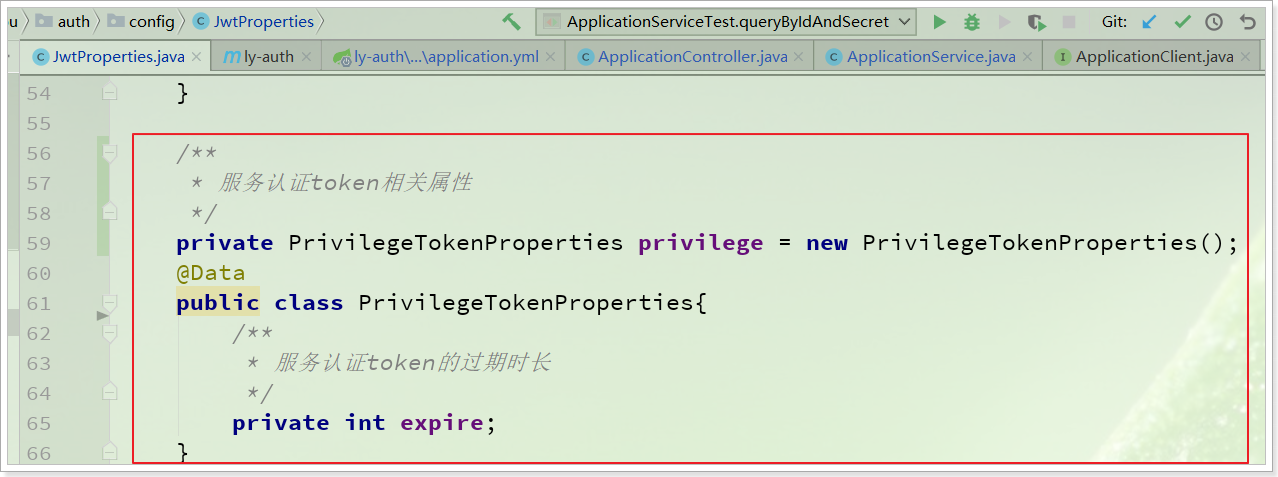 u auth config JwtProperties ApplicationServiceTest.queryByIdAndSecret Git:
JwtProperties.java ly-auth ly-auth\...\application.yml ApplicationController.java ApplicationService.java ApplicationClient.java
54 }
55
56 /**
57 * 服务认证token相关属性
58 */
59 private PrivilegeTokenProperties privilege = new PrivilegeTokenProperties();
60 @Data
61 public class PrivilegeTokenProperties{
62 /**
63 * 服务认证token的过期时长
64 */
65 private int expire;
66 }